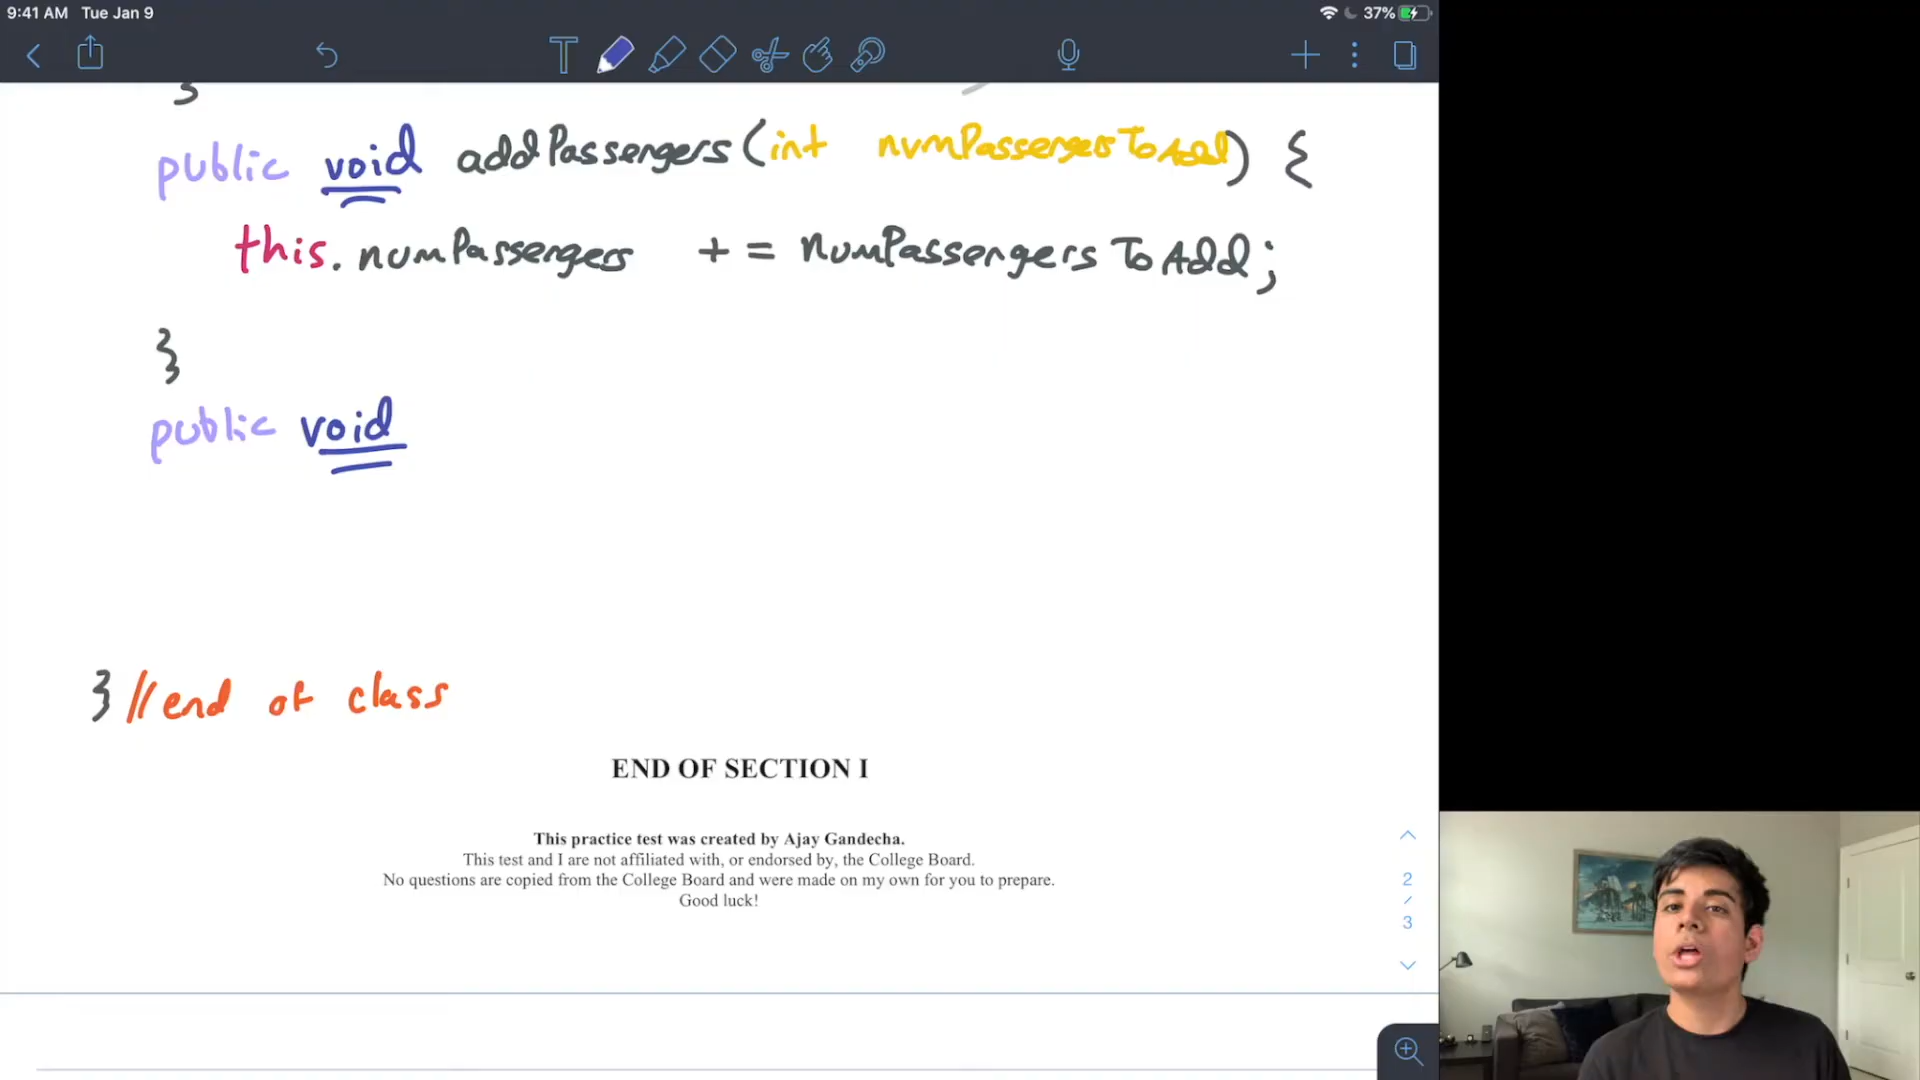 9:41 AM Tue Jan 9
37%
}
public void addPassengers(int numPassengersToAdd) {
this.numPassengers += numPassengersToAdd;
}
public void
} //end of class
END OF SECTION I
This practice test was created by Ajay Gandecha.
This test and I are not affiliated with, or endorsed by, the College Board.
No questions are copied from the College Board and were made on my own for you to prepare.
Good luck!
2
/
3